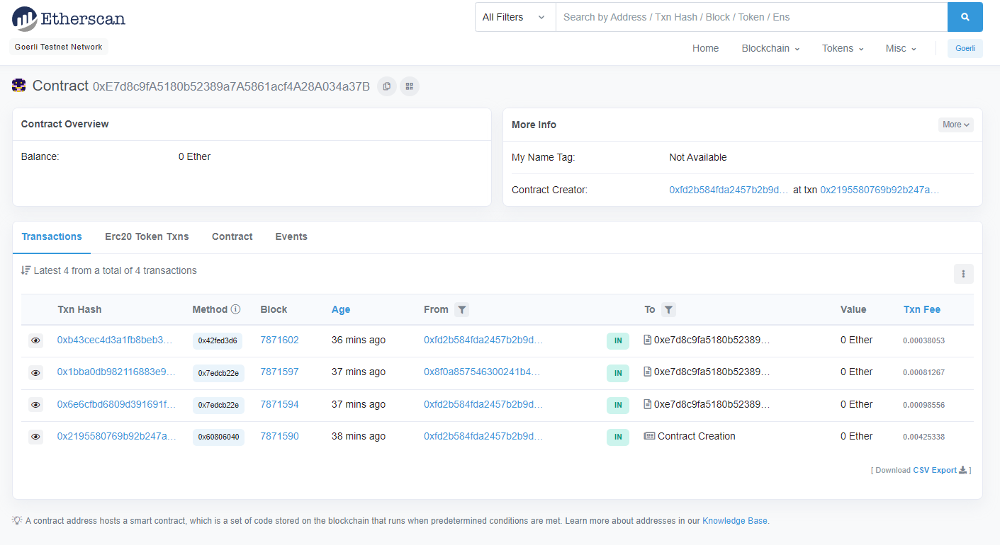 Etherscan
All Filters
Search by Address / Txn Hash / Block / Token / Ens
Goerli Testnet Network
Home Blockchain Tokens Misc Goerli
Contract 0xE7d8c9fA5180b52389a7A5861acf4A28A034a37B
Contract Overview
Balance: 0 Ether
More Info More
My Name Tag: Not Available
Contract Creator: 0xfd2b584fda2457b2b9d… at txn 0x2195580769b92b247a…
Transactions Erc20 Token Txns Contract Events
Latest 4 from a total of 4 transactions
Txn Hash Method Block Age From To Value Txn Fee
0xb43cec4d3a1fb8beb3… 0x42fed3d6 7871602 36 mins ago 0xfd2b584fda2457b2b9d… IN 0xe7d8c9fa5180b52389… 0 Ether 0.00038053
0x1bba0db982116883e9… 0x7edcb22e 7871597 37 mins ago 0x8f0a857546300241b4… IN 0xe7d8c9fa5180b52389… 0 Ether 0.00081267
0x6e6cfbd6809d391691f… 0x7edcb22e 7871594 37 mins ago 0xfd2b584fda2457b2b9d… IN 0xe7d8c9fa5180b52389… 0 Ether 0.00098556
0x2195580769b92b247a… 0x60806040 7871590 38 mins ago 0xfd2b584fda2457b2b9d… IN Contract Creation 0 Ether 0.00425338
[ Download CSV Export ]
A contract address hosts a smart contract, which is a set of code stored on the blockchain that runs when predetermined conditions are met. Learn more about addresses in our Knowledge Base.